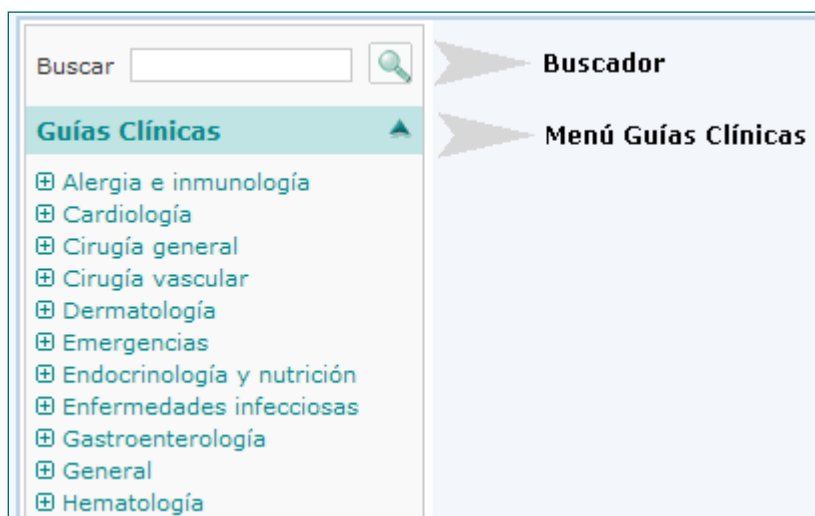 Buscar
Buscador
Guías Clínicas
Menú Guías Clínicas
Alergia e inmunología
Cardiología
Cirugía general
Cirugía vascular
Dermatología
Emergencias
Endocrinología y nutrición
Enfermedades infecciosas
Gastroenterología
General
Hematología